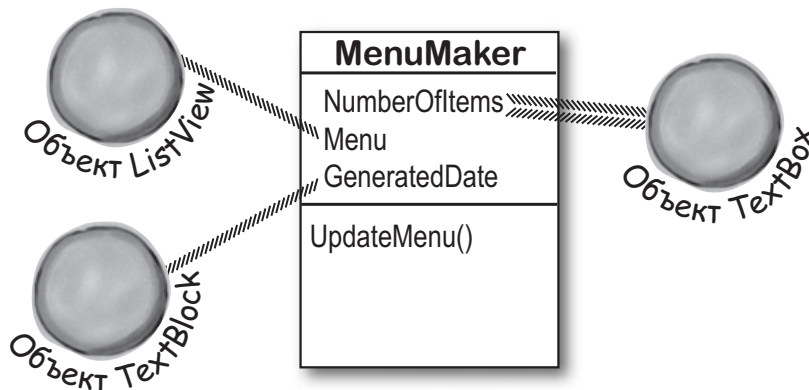 MenuMaker
NumberOfItems
Menu
GeneratedDate
UpdateMenu()
Объект ListView
Объект TextBlock
Объект TextBox